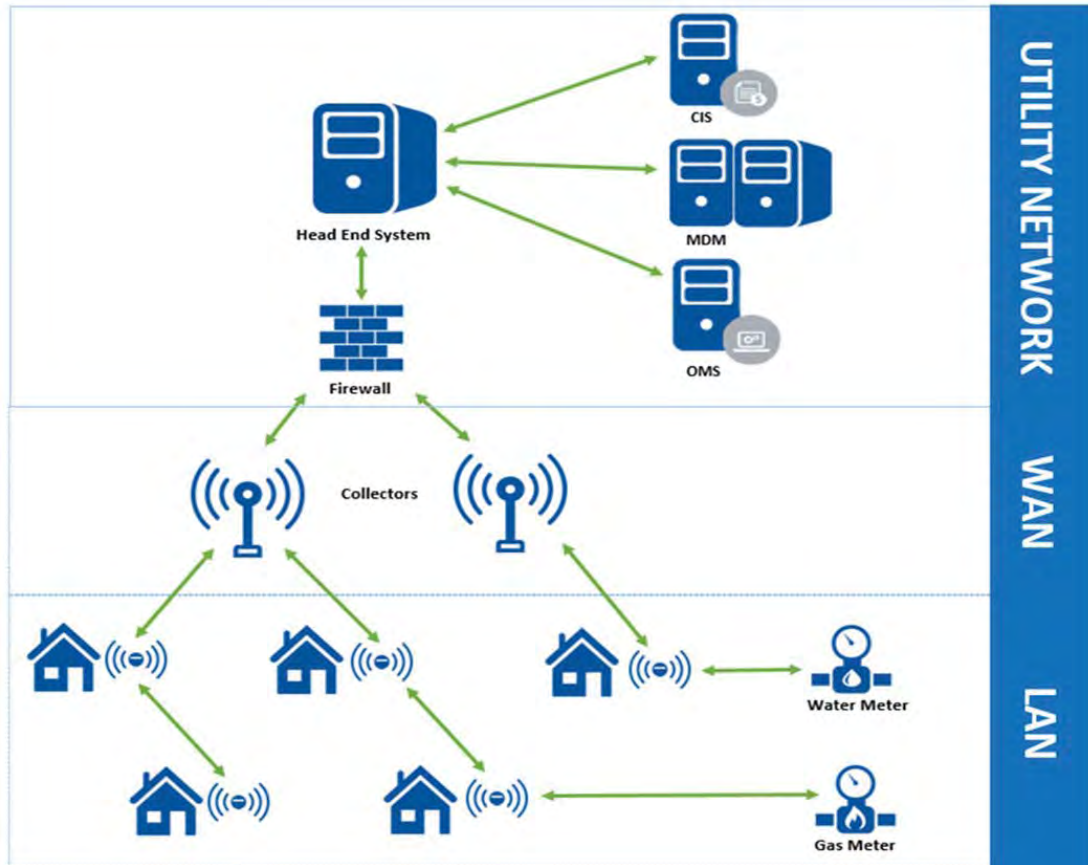 CIS
Head End System
MDM
Firewall
OMS
UTILITY NETWORK
Collectors
WAN
Water Meter
LAN
Gas Meter